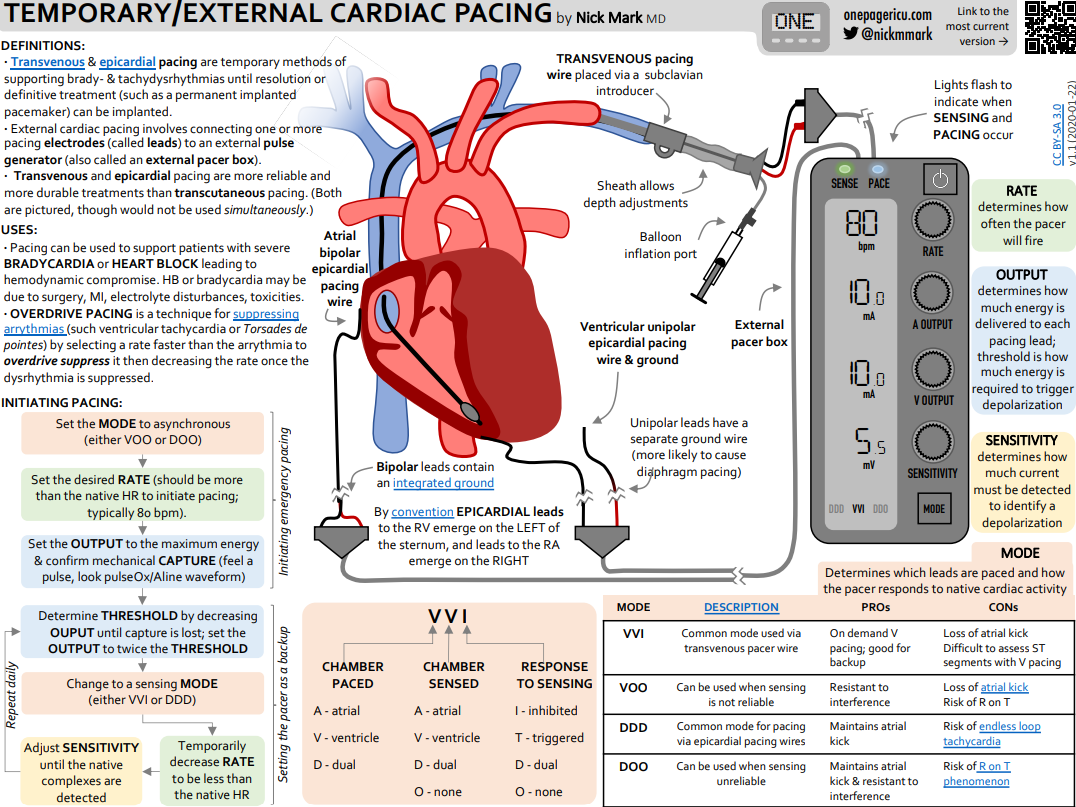 TEMPORARY/EXTERNAL CARDIAC PACING by Nick Mark MD
ONE
onepagericu.com
@nickmmark
Link to the
most current
version →
CC BY-SA 3.0
v1.1 (2020-01-22)
DEFINITIONS:
· Transvenous & epicardial pacing are temporary methods of
supporting brady- & tachydysrhythmias until resolution or
definitive treatment (such as a permanent implanted
pacemaker) can be implanted.
· External cardiac pacing involves connecting one or more
pacing electrodes (called leads) to an external pulse
generator (also called an external pacer box).
· Transvenous and epicardial pacing are more reliable and
more durable treatments than transcutaneous pacing. (Both
are pictured, though would not be used simultaneously.)
USES:
· Pacing can be used to support patients with severe
BRADYCARDIA or HEART BLOCK leading to
hemodynamic compromise. HB or bradycardia may be
due to surgery, MI, electrolyte disturbances, toxicities.
· OVERDRIVE PACING is a technique for suppressing
arrythmias (such ventricular tachycardia or Torsades de
pointes) by selecting a rate faster than the arrythmia to
overdrive suppress it then decreasing the rate once the
dysrhythmia is suppressed.
INITIATING PACING:
Set the MODE to asynchronous
(either VOO or DOO)
Set the desired RATE (should be more
than the native HR to initiate pacing;
typically 80 bpm).
Set the OUTPUT to the maximum energy
& confirm mechanical CAPTURE (feel a
pulse, look pulseOx/Aline waveform)
Initiating emergency pacing
Determine THRESHOLD by decreasing
OUPUT until capture is lost; set the
OUTPUT to twice the THRESHOLD
Change to a sensing MODE
(either VVI or DDD)
Temporarily
decrease RATE
to be less than
the native HR
Adjust SENSITIVITY
until the native
complexes are
detected
Repeat daily
Setting the pacer as a backup
TRANSVENOUS pacing
wire placed via a subclavian
introducer
Sheath allows
depth adjustments
Balloon
inflation port
Atrial
bipolar
epicardial
pacing
wire
Ventricular unipolar
epicardial pacing
wire & ground
External
pacer box
Bipolar leads contain
an integrated ground
Unipolar leads have a
separate ground wire
(more likely to cause
diaphragm pacing)
By convention EPICARDIAL leads
to the RV emerge on the LEFT of
the sternum, and leads to the RA
emerge on the RIGHT
Lights flash to
indicate when
SENSING and
PACING occur
SENSE PACE
80
bpm
RATE
10.0
mA
A OUTPUT
10.0
mA
V OUTPUT
5.5
mV
SENSITIVITY
DDD VVI DOO
MODE
RATE
determines how
often the pacer
will fire
OUTPUT
determines how
much energy is
delivered to each
pacing lead;
threshold is how
much energy is
required to trigger
depolarization
SENSITIVITY
determines how
much current
must be detected
to identify a
depolarization
MODE
Determines which leads are paced and how
the pacer responds to native cardiac activity
VVI
CHAMBER
PACED
A - atrial
V - ventricle
D - dual
CHAMBER
SENSED
A - atrial
V - ventricle
D - dual
O - none
RESPONSE
TO SENSING
I - inhibited
T - triggered
D - dual
O - none
MODE DESCRIPTION PROs CONs
VVI
Common mode used via
transvenous pacer wire
On demand V
pacing; good for
backup
Loss of atrial kick
Difficult to assess ST
segments with V pacing
VOO
Can be used when sensing
is not reliable
Resistant to
interference
Loss of atrial kick
Risk of R on T
DDD
Common mode for pacing
via epicardial pacing wires
Maintains atrial
kick
Risk of endless loop
tachycardia
DOO
Can be used when sensing
unreliable
Maintains atrial
kick & resistant to
interference
Risk of R on T
phenomenon